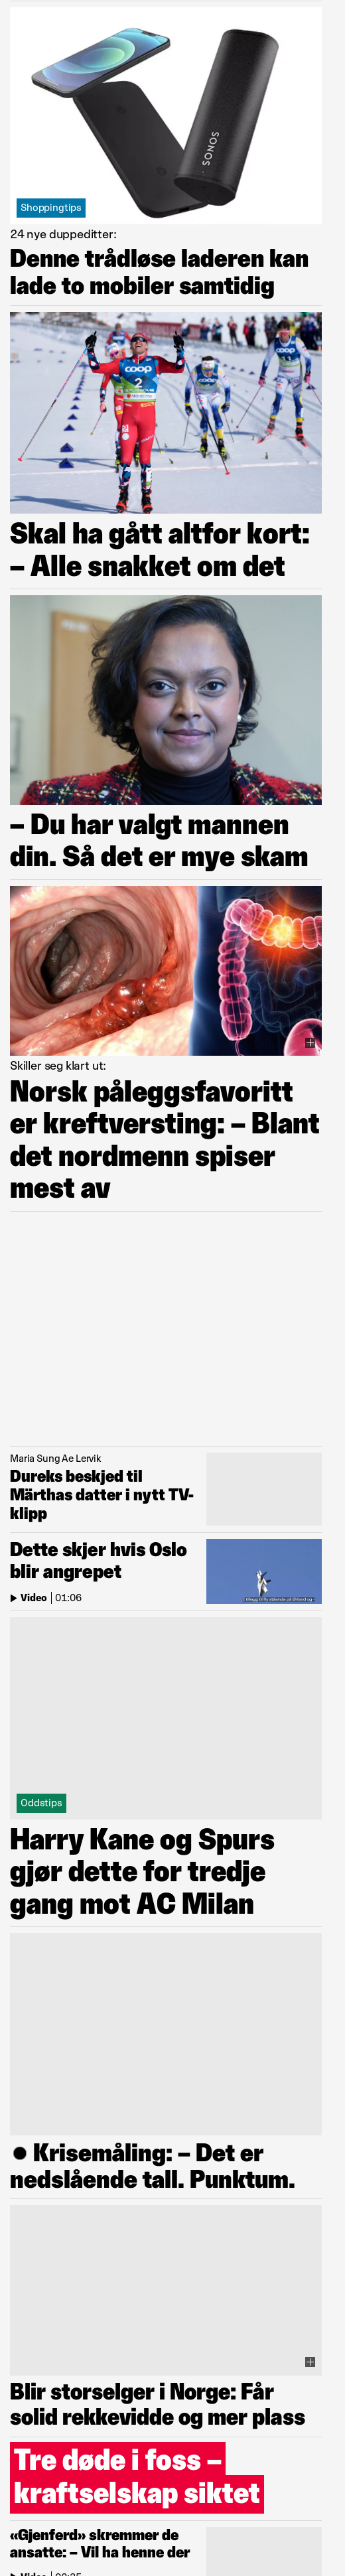 SONOS
Shoppingtips
24 nye duppeditter:
Denne trådløse laderen kan
lade to mobiler samtidig
coop
2
coop
coop
Skal ha gått altfor kort:
– Alle snakket om det
– Du har valgt mannen
din. Så det er mye skam
Skiller seg klart ut:
Norsk påleggsfavoritt
er kreftversting: – Blant
det nordmenn spiser
mest av
Maria Sung Ae Lervik
Dureks beskjed til
Märthas datter i nytt TV-
klipp
Dette skjer hvis Oslo
blir angrepet
Video | 01:06
Oddstips
Harry Kane og Spurs
gjør dette for tredje
gang mot AC Milan
● Krisemåling: – Det er
nedslående tall. Punktum.
Blir storselger i Norge: Får
solid rekkevidde og mer plass
Tre døde i foss –
kraftselskap siktet
«Gjenferd» skremmer de
ansatte: – Vil ha henne der